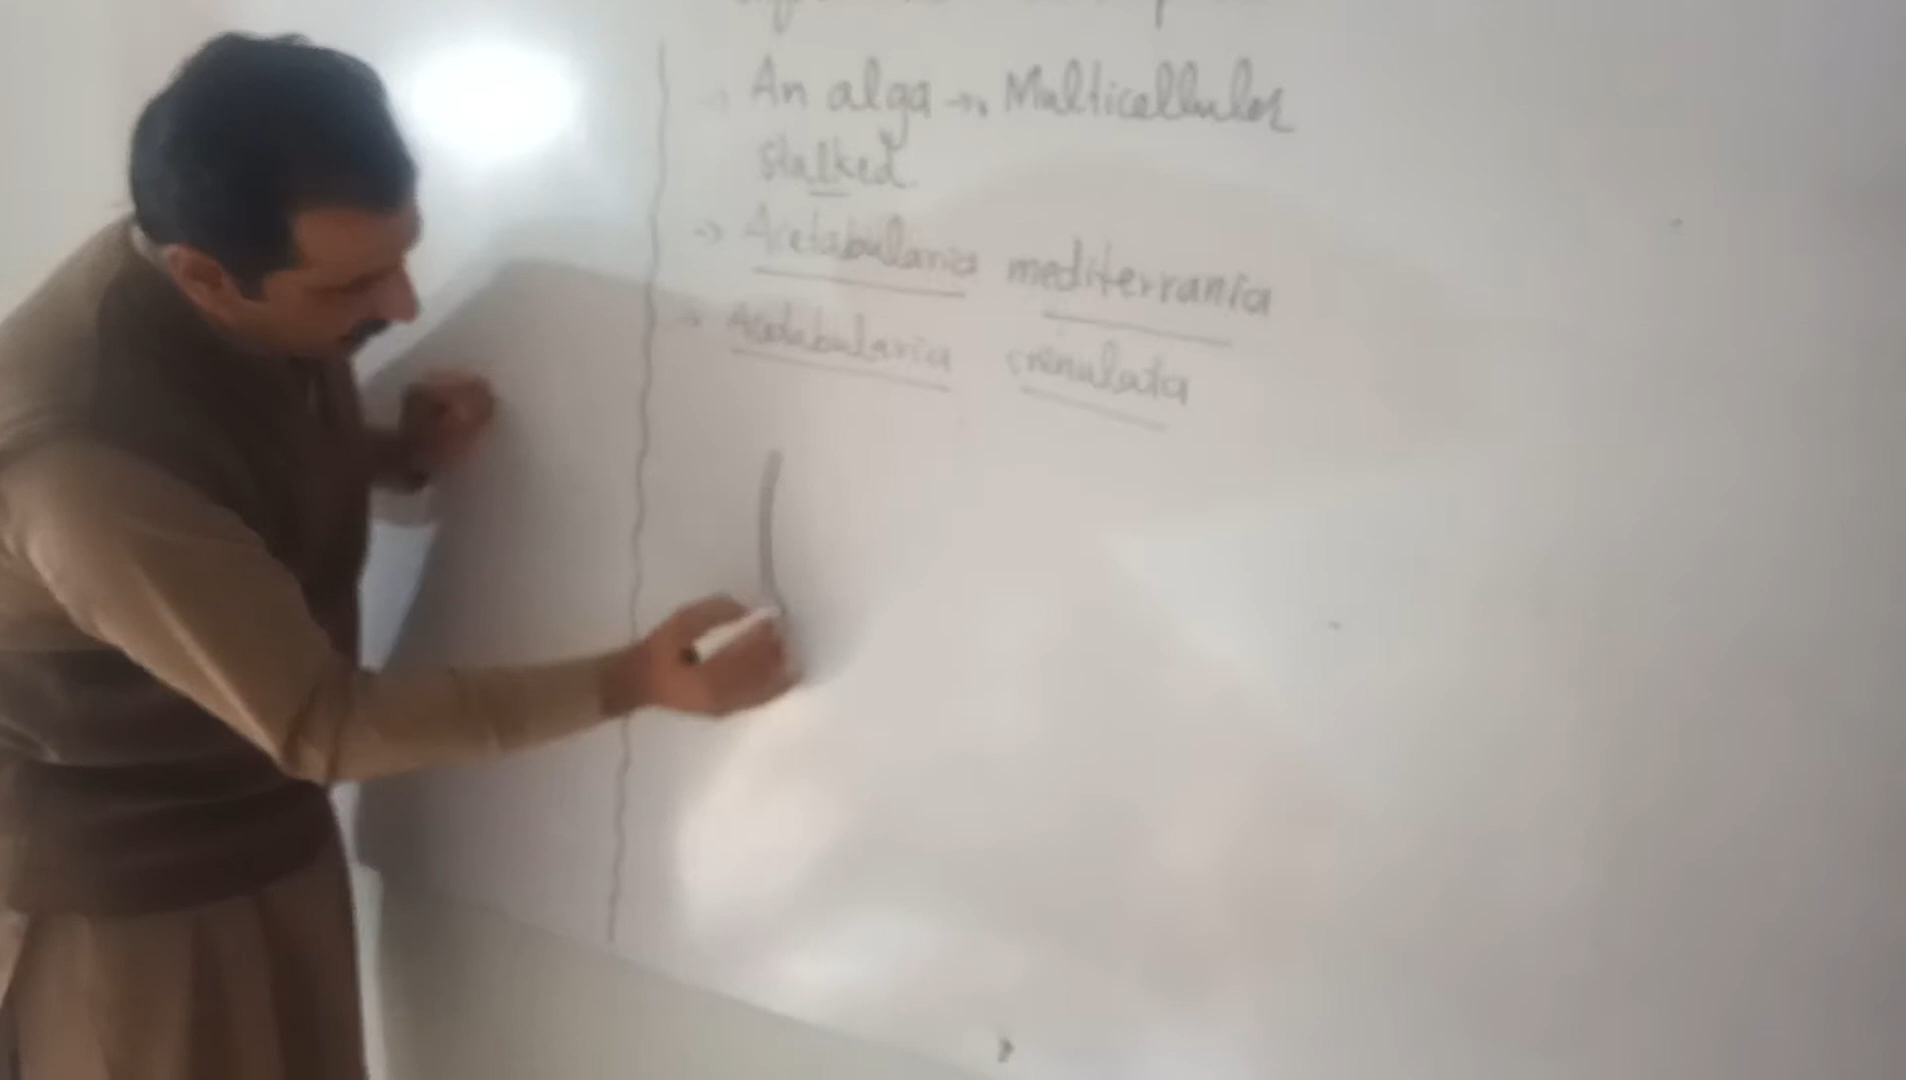 An alga → Multicellular
stalked.
→ Acetabularia mediterrania
→ Acetabularia crenulata